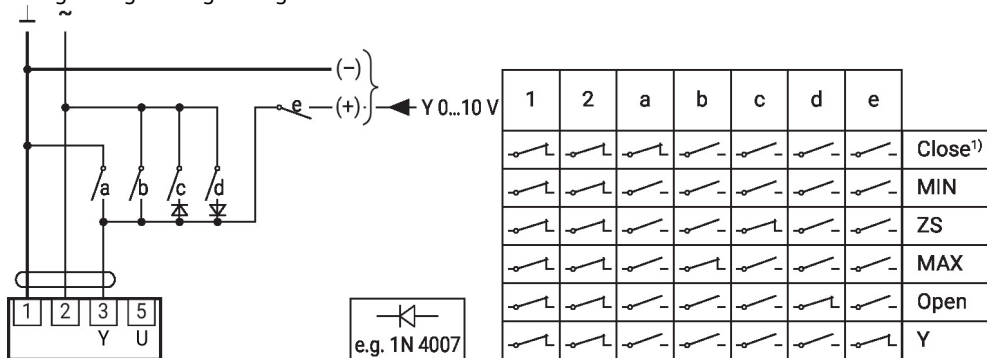 ⊥ ~
(–)
e (+) Y 0...10 V
a b c d
1 2 3 5
Y U
e.g. 1N 4007
1 2 a b c d e
Close¹⁾
MIN
ZS
MAX
Open
Y